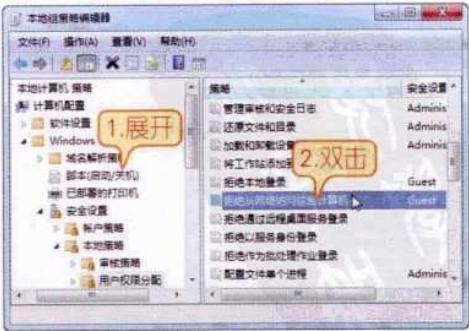 本地组策略编辑器
文件(F) 操作(A) 查看(V) 帮助(H)
本地计算机 策略
计算机配置
软件设置
Windows
域名解析策
脚本(启动/关机)
已部署的打印机
安全设置
帐户策略
本地策略
审核策略
用户权限分配
1.展开
策略 安全设置
管理审核和安全日志 Adminis
还原文件和目录 Adminis
加载和卸载设备 Adminis
将工作站添加到
2.双击
拒绝本地登录 Guest
拒绝从网络访问这台计算机 Guest
拒绝通过远程桌面服务登录
拒绝以服务身份登录
拒绝作为批处理作业登录
配置文件单个进程 Adminis